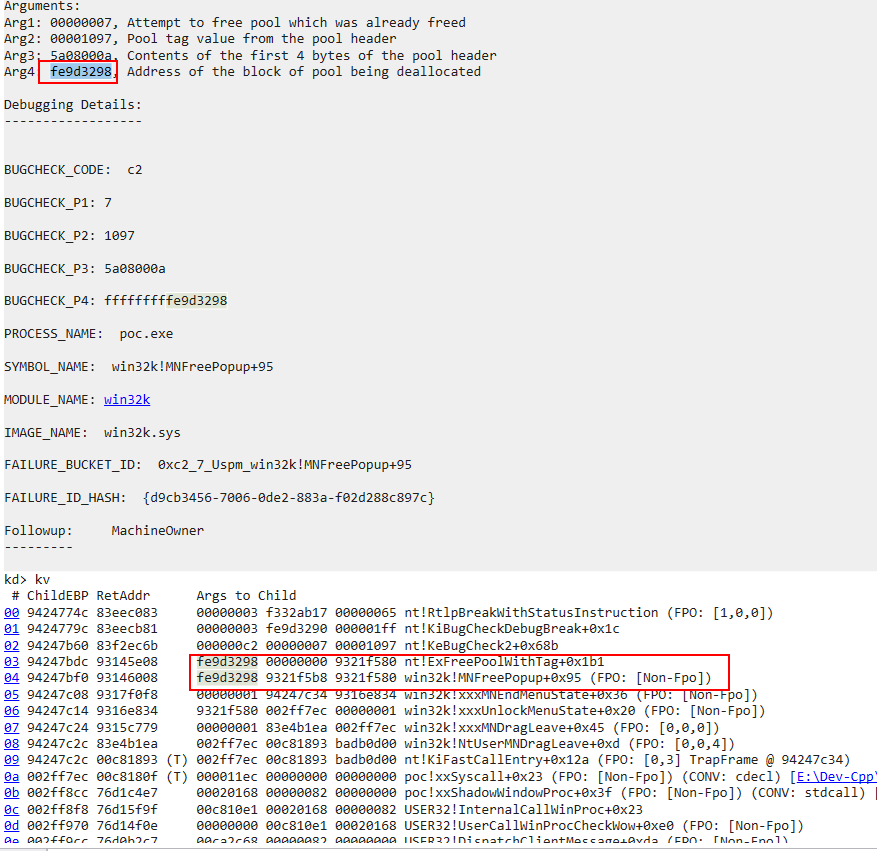 Arguments:
Arg1: 00000007, Attempt to free pool which was already freed
Arg2: 00001097, Pool tag value from the pool header
Arg3: 5a08000a, Contents of the first 4 bytes of the pool header
Arg4: fe9d3298, Address of the block of pool being deallocated
Debugging Details:
------------------
BUGCHECK_CODE:  c2
BUGCHECK_P1: 7
BUGCHECK_P2: 1097
BUGCHECK_P3: 5a08000a
BUGCHECK_P4: fffffffffe9d3298
PROCESS_NAME:  poc.exe
SYMBOL_NAME:  win32k!MNFreePopup+95
MODULE_NAME: win32k
IMAGE_NAME:  win32k.sys
FAILURE_BUCKET_ID:  0xc2_7_Uspm_win32k!MNFreePopup+95
FAILURE_ID_HASH:  {d9cb3456-7006-0de2-883a-f02d288c897c}
Followup:     MachineOwner
---------
kd> kv
 # ChildEBP RetAddr      Args to Child
00 9424774c 83eec083     00000003 f332ab17 00000065 nt!RtlpBreakWithStatusInstruction (FPO: [1,0,0])
01 9424779c 83eecb81     00000003 fe9d3290 000001ff nt!KiBugCheckDebugBreak+0x1c
02 94247b60 83f2ec6b     000000c2 00000007 00001097 nt!KeBugCheck2+0x68b
03 94247bdc 93145e08     fe9d3298 00000000 9321f580 nt!ExFreePoolWithTag+0x1b1
04 94247bf0 93146008     fe9d3298 9321f5b8 9321f580 win32k!MNFreePopup+0x95 (FPO: [Non-Fpo])
05 94247c08 9317f0f8     00000001 94247c34 9316e834 win32k!xxxMNEndMenuState+0x36 (FPO: [Non-Fpo])
06 94247c14 9316e834     9321f580 002ff7ec 00000001 win32k!xxxUnlockMenuState+0x20 (FPO: [Non-Fpo])
07 94247c24 9315c779     00000001 83e4b1ea 002ff7ec win32k!xxxMNDragLeave+0x45 (FPO: [0,0,0])
08 94247c2c 83e4b1ea     002ff7ec 00c81893 badb0d00 win32k!NtUserMNDragLeave+0xd (FPO: [0,0,4])
09 94247c2c 00c81893 (T) 002ff7ec 00c81893 badb0d00 nt!KiFastCallEntry+0x12a (FPO: [0,3] TrapFrame @ 94247c34)
0a 002ff7ec 00c8180f (T) 000011ec 00000000 00000000 poc!xxSyscall+0x23 (FPO: [Non-Fpo]) (CONV: cdecl) [E:\Dev-Cpp\
0b 002ff8cc 76d1c4e7     00020168 00000082 00000000 poc!xxShadowWindowProc+0x3f (FPO: [Non-Fpo]) (CONV: stdcall) [
0c 002ff8f8 76d15f9f     00c810e1 00020168 00000082 USER32!InternalCallWinProc+0x23
0d 002ff970 76d14f0e     00000000 00c810e1 00020168 USER32!UserCallWinProcCheckWow+0xe0 (FPO: [Non-Fpo])
0e 002ff9cc 76d0b2c7     00ca2c68 00000082 00000000 USER32!DispatchClientMessage+0xda (FPO: [Non-Fpo])